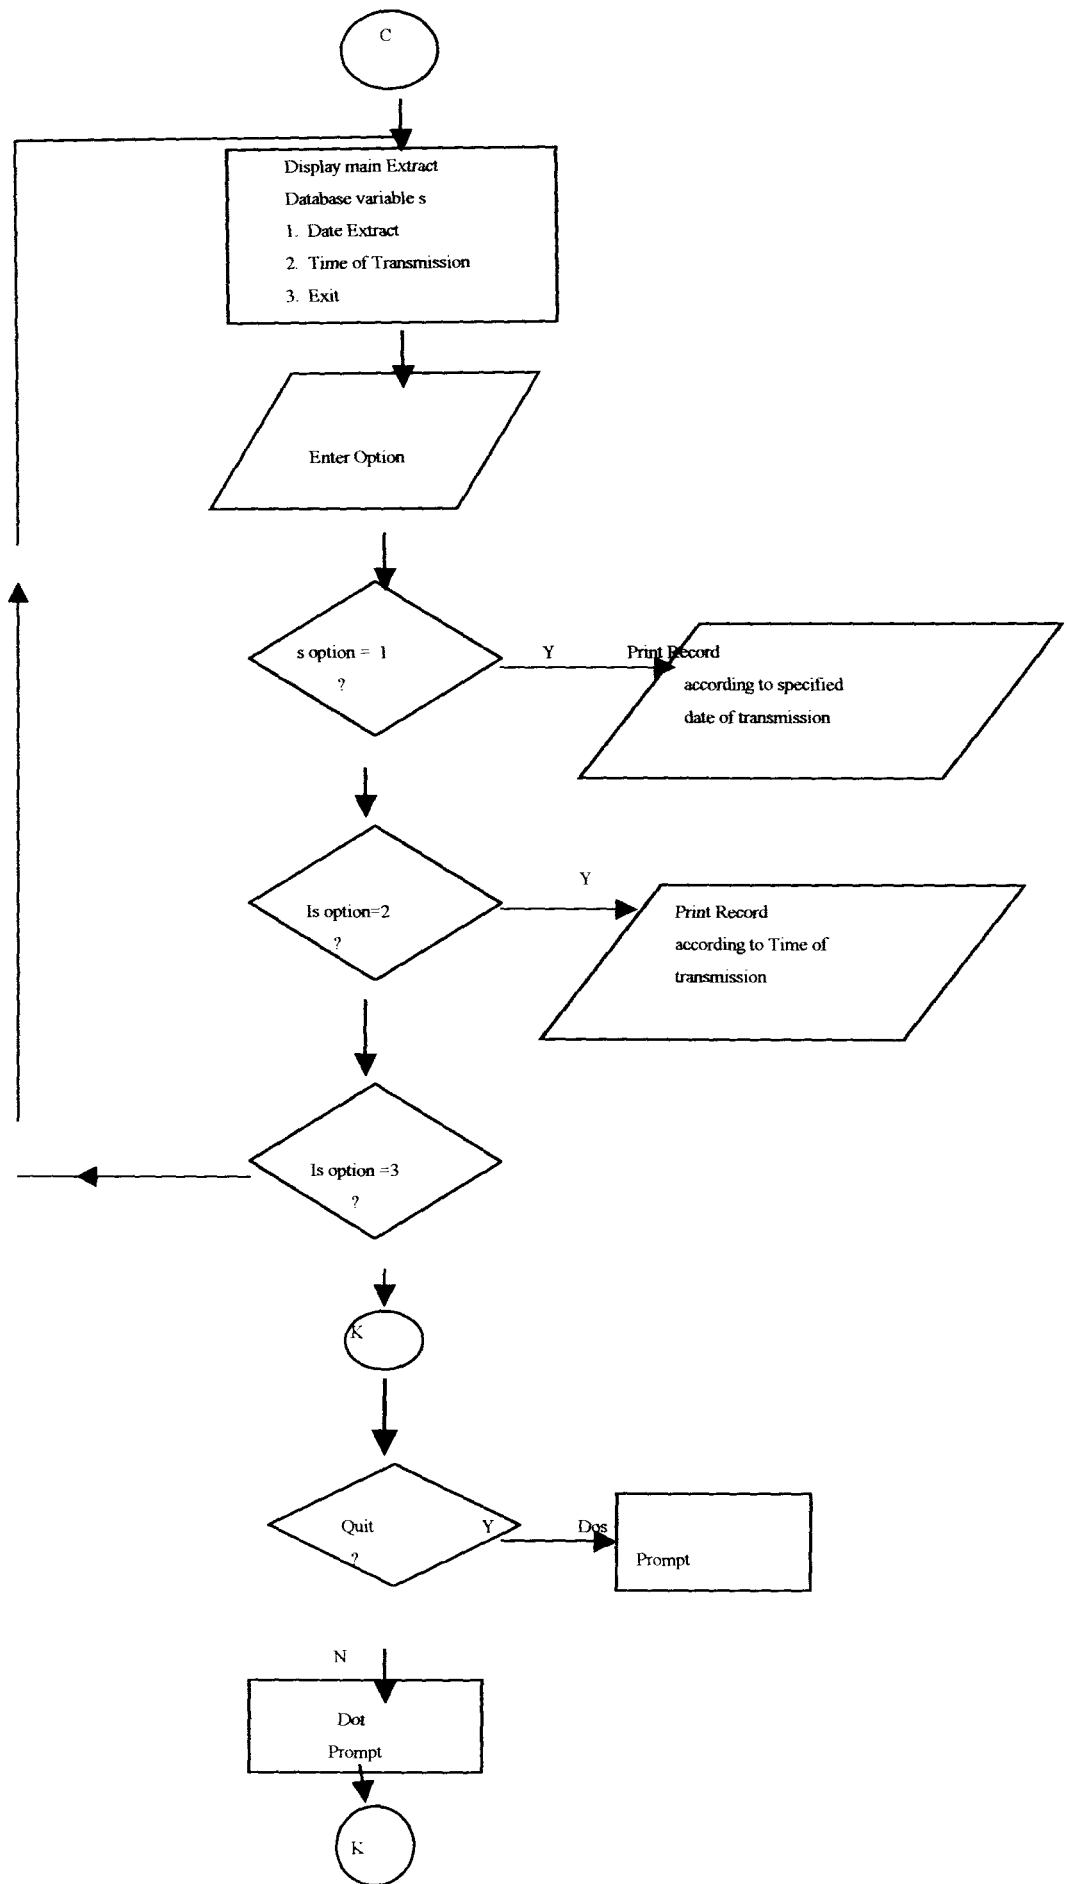 C
Display main Extract
Database variable s
1. Date Extract
2. Time of Transmission
3. Exit
Enter Option
s option = 1
?
Y
Print Record
according to specified
date of transmission
Is option=2
?
Y
Print Record
according to Time of
transmission
Is option =3
?
K
Quit
?
Y
Dos
Prompt
N
Dot
Prompt
K